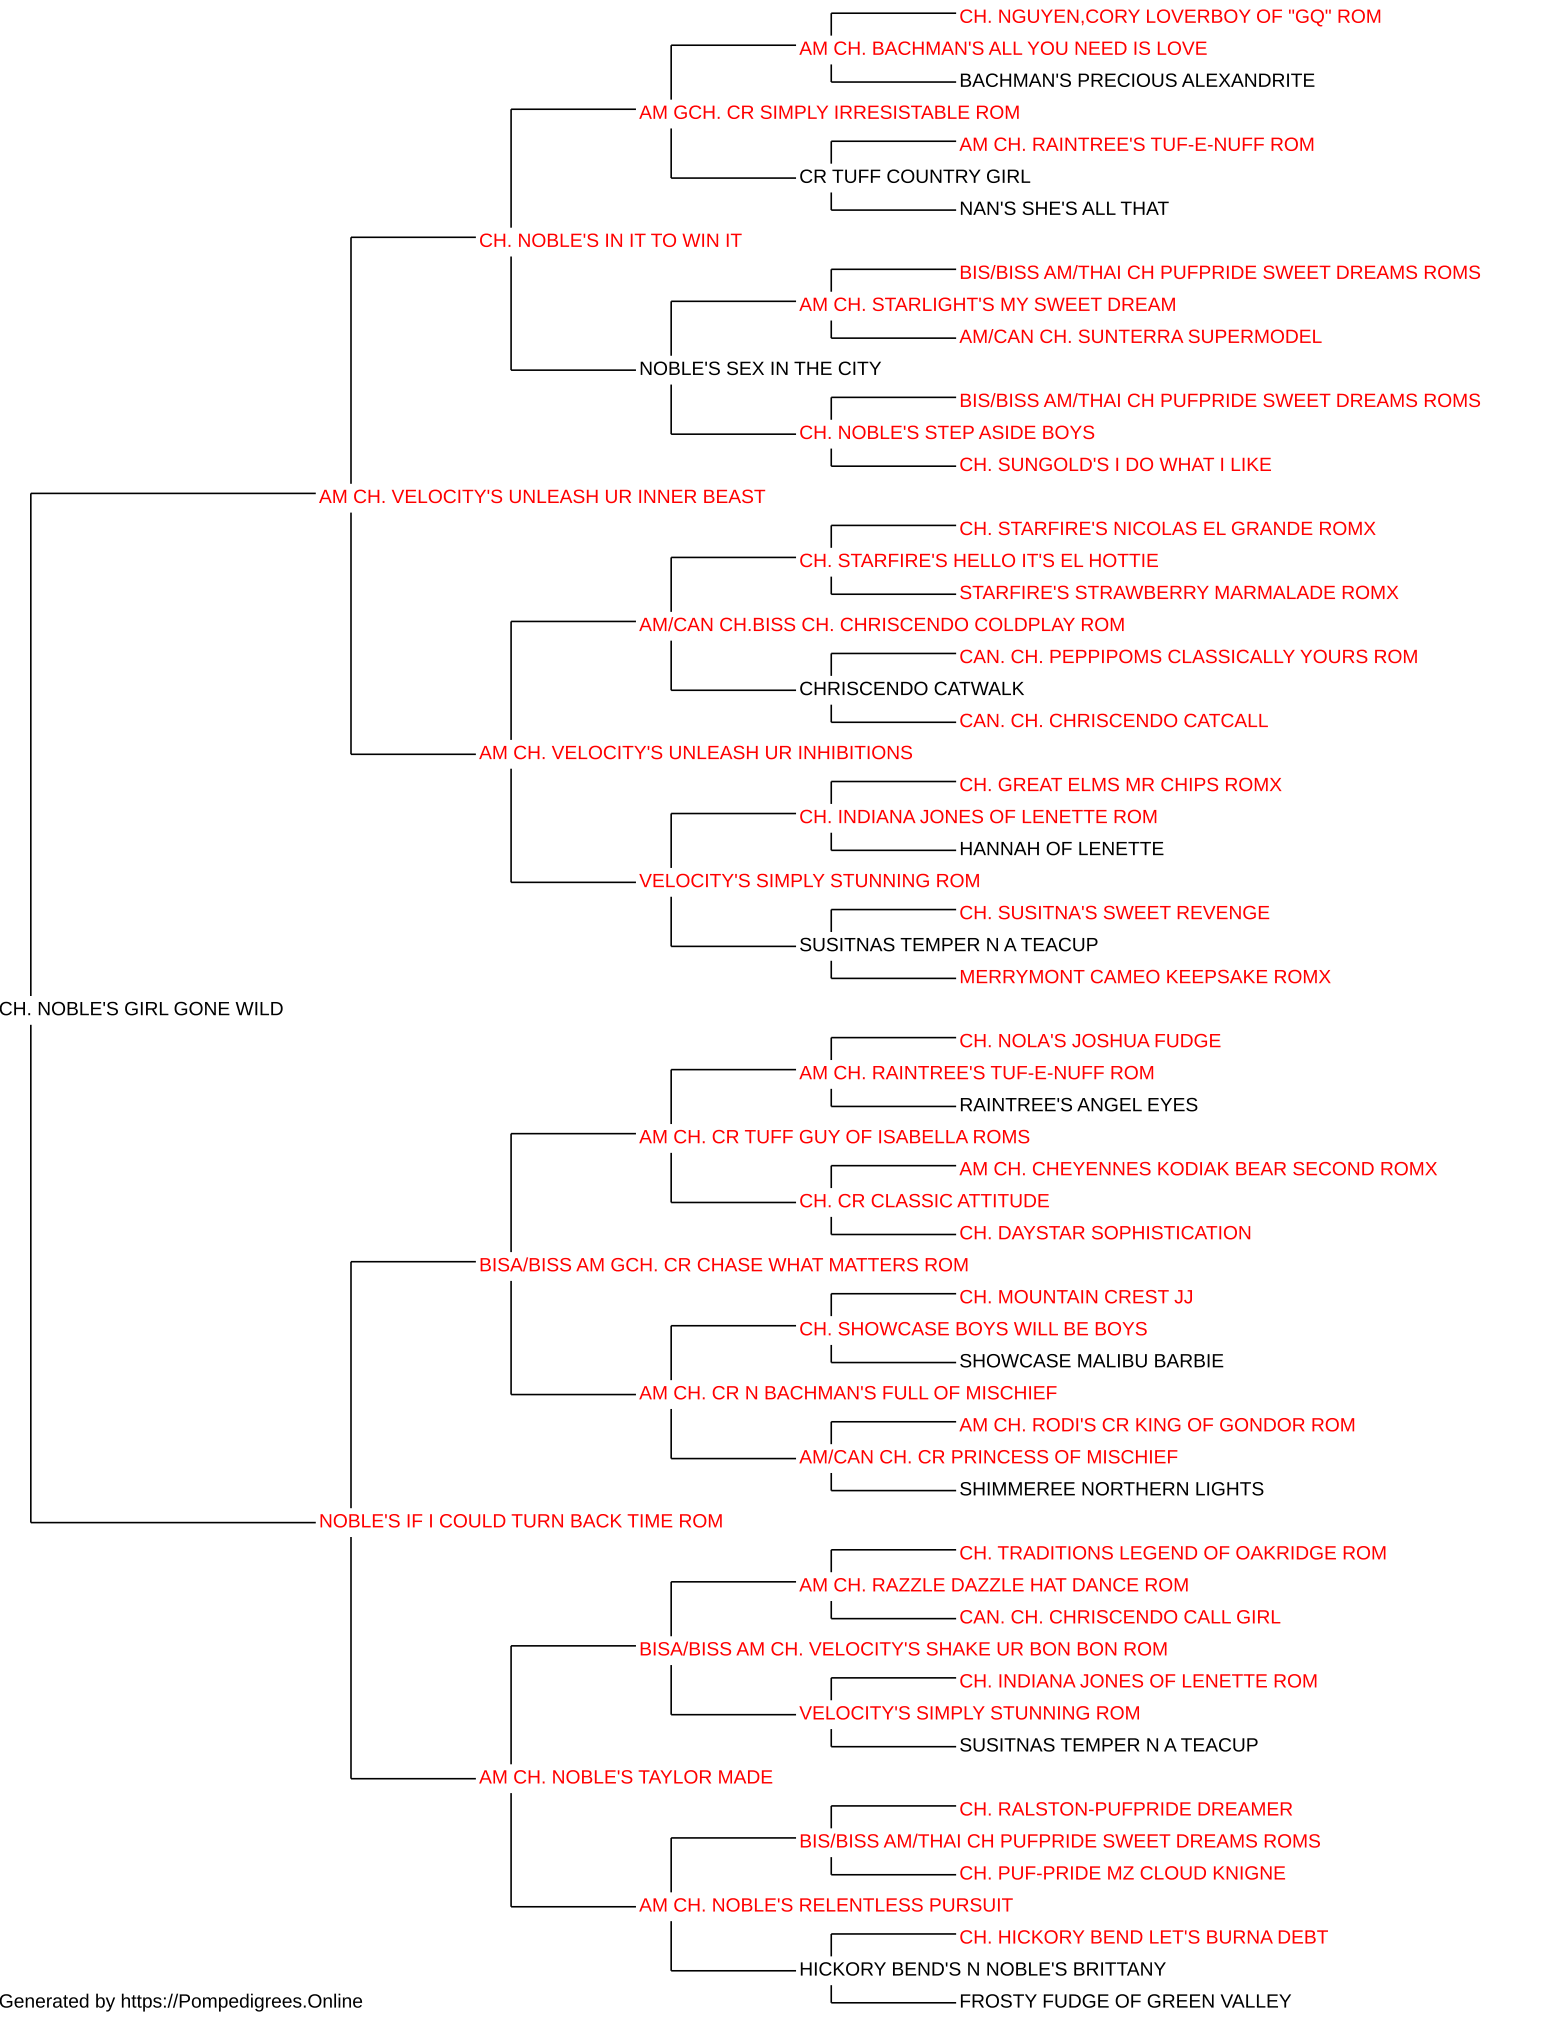 CH. NGUYEN,CORY LOVERBOY OF "GQ" ROM
AM CH. BACHMAN'S ALL YOU NEED IS LOVE
BACHMAN'S PRECIOUS ALEXANDRITE
AM GCH. CR SIMPLY IRRESISTABLE ROM
AM CH. RAINTREE'S TUF-E-NUFF ROM
CR TUFF COUNTRY GIRL
NAN'S SHE'S ALL THAT
CH. NOBLE'S IN IT TO WIN IT
BIS/BISS AM/THAI CH PUFPRIDE SWEET DREAMS ROMS
AM CH. STARLIGHT'S MY SWEET DREAM
AM/CAN CH. SUNTERRA SUPERMODEL
NOBLE'S SEX IN THE CITY
BIS/BISS AM/THAI CH PUFPRIDE SWEET DREAMS ROMS
CH. NOBLE'S STEP ASIDE BOYS
CH. SUNGOLD'S I DO WHAT I LIKE
AM CH. VELOCITY'S UNLEASH UR INNER BEAST
CH. STARFIRE'S NICOLAS EL GRANDE ROMX
CH. STARFIRE'S HELLO IT'S EL HOTTIE
STARFIRE'S STRAWBERRY MARMALADE ROMX
AM/CAN CH.BISS CH. CHRISCENDO COLDPLAY ROM
CAN. CH. PEPPIPOMS CLASSICALLY YOURS ROM
CHRISCENDO CATWALK
CAN. CH. CHRISCENDO CATCALL
AM CH. VELOCITY'S UNLEASH UR INHIBITIONS
CH. GREAT ELMS MR CHIPS ROMX
CH. INDIANA JONES OF LENETTE ROM
HANNAH OF LENETTE
VELOCITY'S SIMPLY STUNNING ROM
CH. SUSITNA'S SWEET REVENGE
SUSITNAS TEMPER N A TEACUP
MERRYMONT CAMEO KEEPSAKE ROMX
CH. NOBLE'S GIRL GONE WILD
CH. NOLA'S JOSHUA FUDGE
AM CH. RAINTREE'S TUF-E-NUFF ROM
RAINTREE'S ANGEL EYES
AM CH. CR TUFF GUY OF ISABELLA ROMS
AM CH. CHEYENNES KODIAK BEAR SECOND ROMX
CH. CR CLASSIC ATTITUDE
CH. DAYSTAR SOPHISTICATION
BISA/BISS AM GCH. CR CHASE WHAT MATTERS ROM
CH. MOUNTAIN CREST JJ
CH. SHOWCASE BOYS WILL BE BOYS
SHOWCASE MALIBU BARBIE
AM CH. CR N BACHMAN'S FULL OF MISCHIEF
AM CH. RODI'S CR KING OF GONDOR ROM
AM/CAN CH. CR PRINCESS OF MISCHIEF
SHIMMEREE NORTHERN LIGHTS
NOBLE'S IF I COULD TURN BACK TIME ROM
CH. TRADITIONS LEGEND OF OAKRIDGE ROM
AM CH. RAZZLE DAZZLE HAT DANCE ROM
CAN. CH. CHRISCENDO CALL GIRL
BISA/BISS AM CH. VELOCITY'S SHAKE UR BON BON ROM
CH. INDIANA JONES OF LENETTE ROM
VELOCITY'S SIMPLY STUNNING ROM
SUSITNAS TEMPER N A TEACUP
AM CH. NOBLE'S TAYLOR MADE
CH. RALSTON-PUFPRIDE DREAMER
BIS/BISS AM/THAI CH PUFPRIDE SWEET DREAMS ROMS
CH. PUF-PRIDE MZ CLOUD KNIGNE
AM CH. NOBLE'S RELENTLESS PURSUIT
CH. HICKORY BEND LET'S BURNA DEBT
HICKORY BEND'S N NOBLE'S BRITTANY
FROSTY FUDGE OF GREEN VALLEY
Generated by https://Pompedigrees.Online